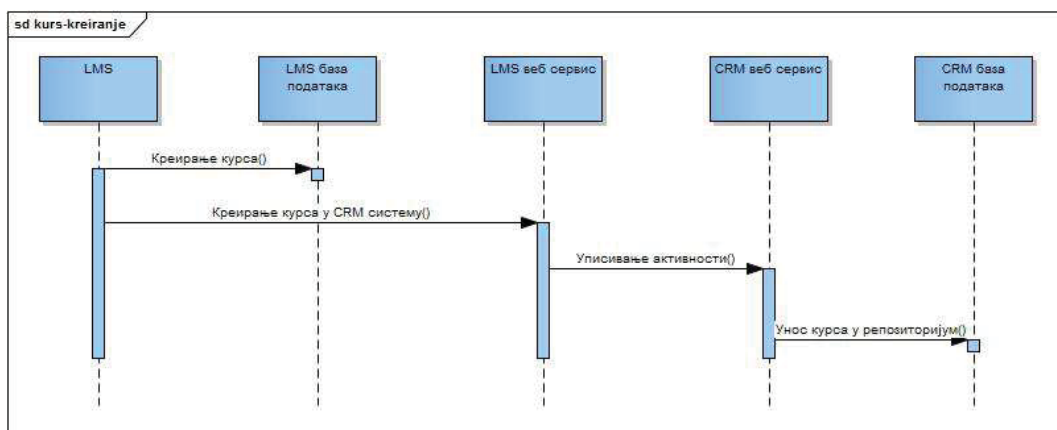 sd kurs-kreiranje
LMS
LMS база
података
LMS веб сервис
CRM веб сервис
CRM база
података
Креирање курса()
Креирање курса у CRM систему()
Уписивање активности()
Унос курса у репозиторијум()